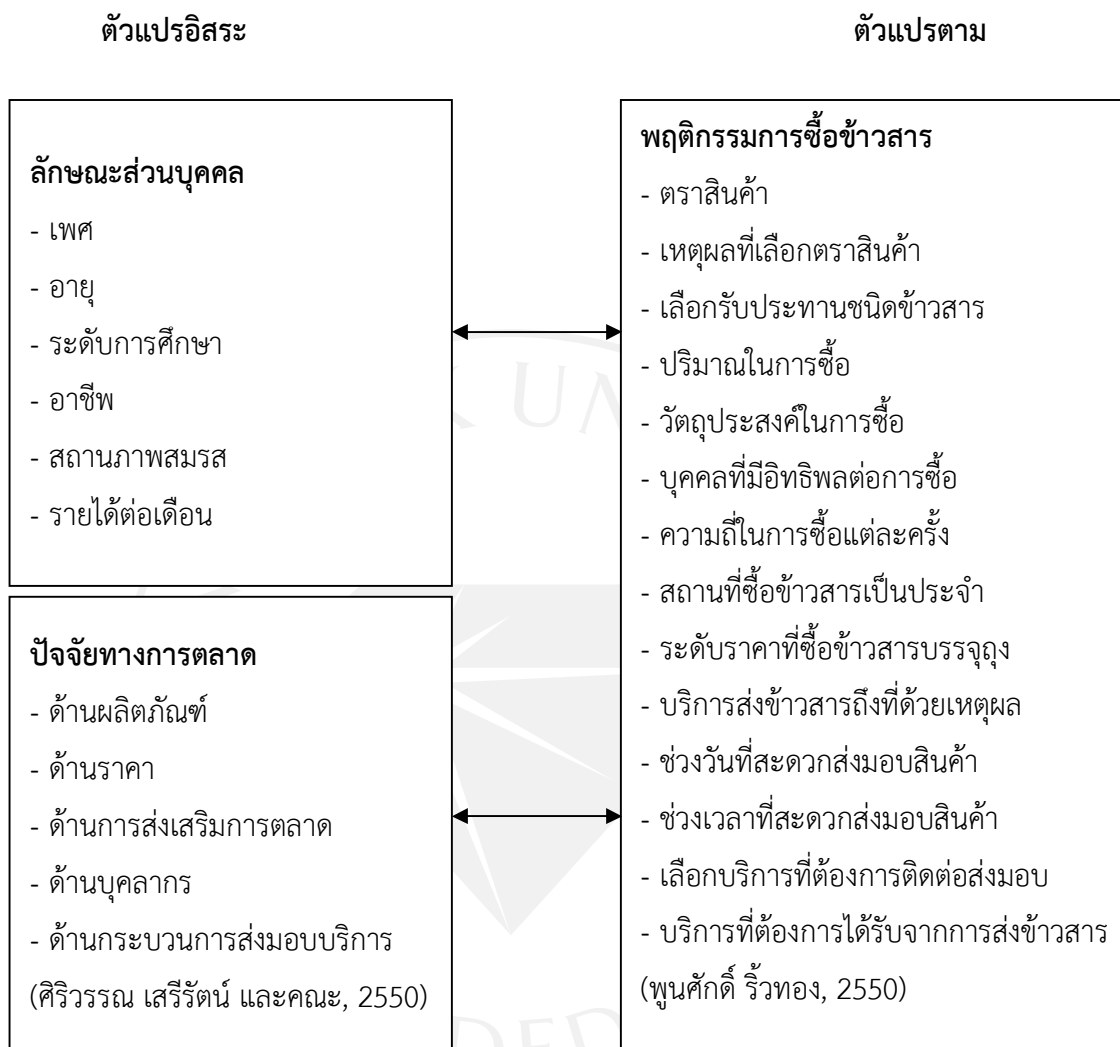 ตัวแปรอิสระ
ตัวแปรตาม
ลักษณะส่วนบุคคล
- เพศ
- อายุ
- ระดับการศึกษา
- อาชีพ
- สถานภาพสมรส
- รายได้ต่อเดือน
ปัจจัยทางการตลาด
- ด้านผลิตภัณฑ์
- ด้านราคา
- ด้านการส่งเสริมการตลาด
- ด้านบุคลากร
- ด้านกระบวนการส่งมอบบริการ
(ศิริวรรณ เสรีรัตน์ และคณะ, 2550)
พฤติกรรมการซื้อข้าวสาร
- ตราสินค้า
- เหตุผลที่เลือกตราสินค้า
- เลือกรับประทานชนิดข้าวสาร
- ปริมาณในการซื้อ
- วัตถุประสงค์ในการซื้อ
- บุคคลที่มีอิทธิพลต่อการซื้อ
- ความถี่ในการซื้อแต่ละครั้ง
- สถานที่ซื้อข้าวสารเป็นประจำ
- ระดับราคาที่ซื้อข้าวสารบรรจุถุง
- บริการส่งข้าวสารถึงที่ด้วยเหตุผล
- ช่วงวันที่สะดวกส่งมอบสินค้า
- ช่วงเวลาที่สะดวกส่งมอบสินค้า
- เลือกบริการที่ต้องการติดต่อส่งมอบ
- บริการที่ต้องการได้รับจากการส่งข้าวสาร
(พูนศักดิ์ ริ้วทอง, 2550)